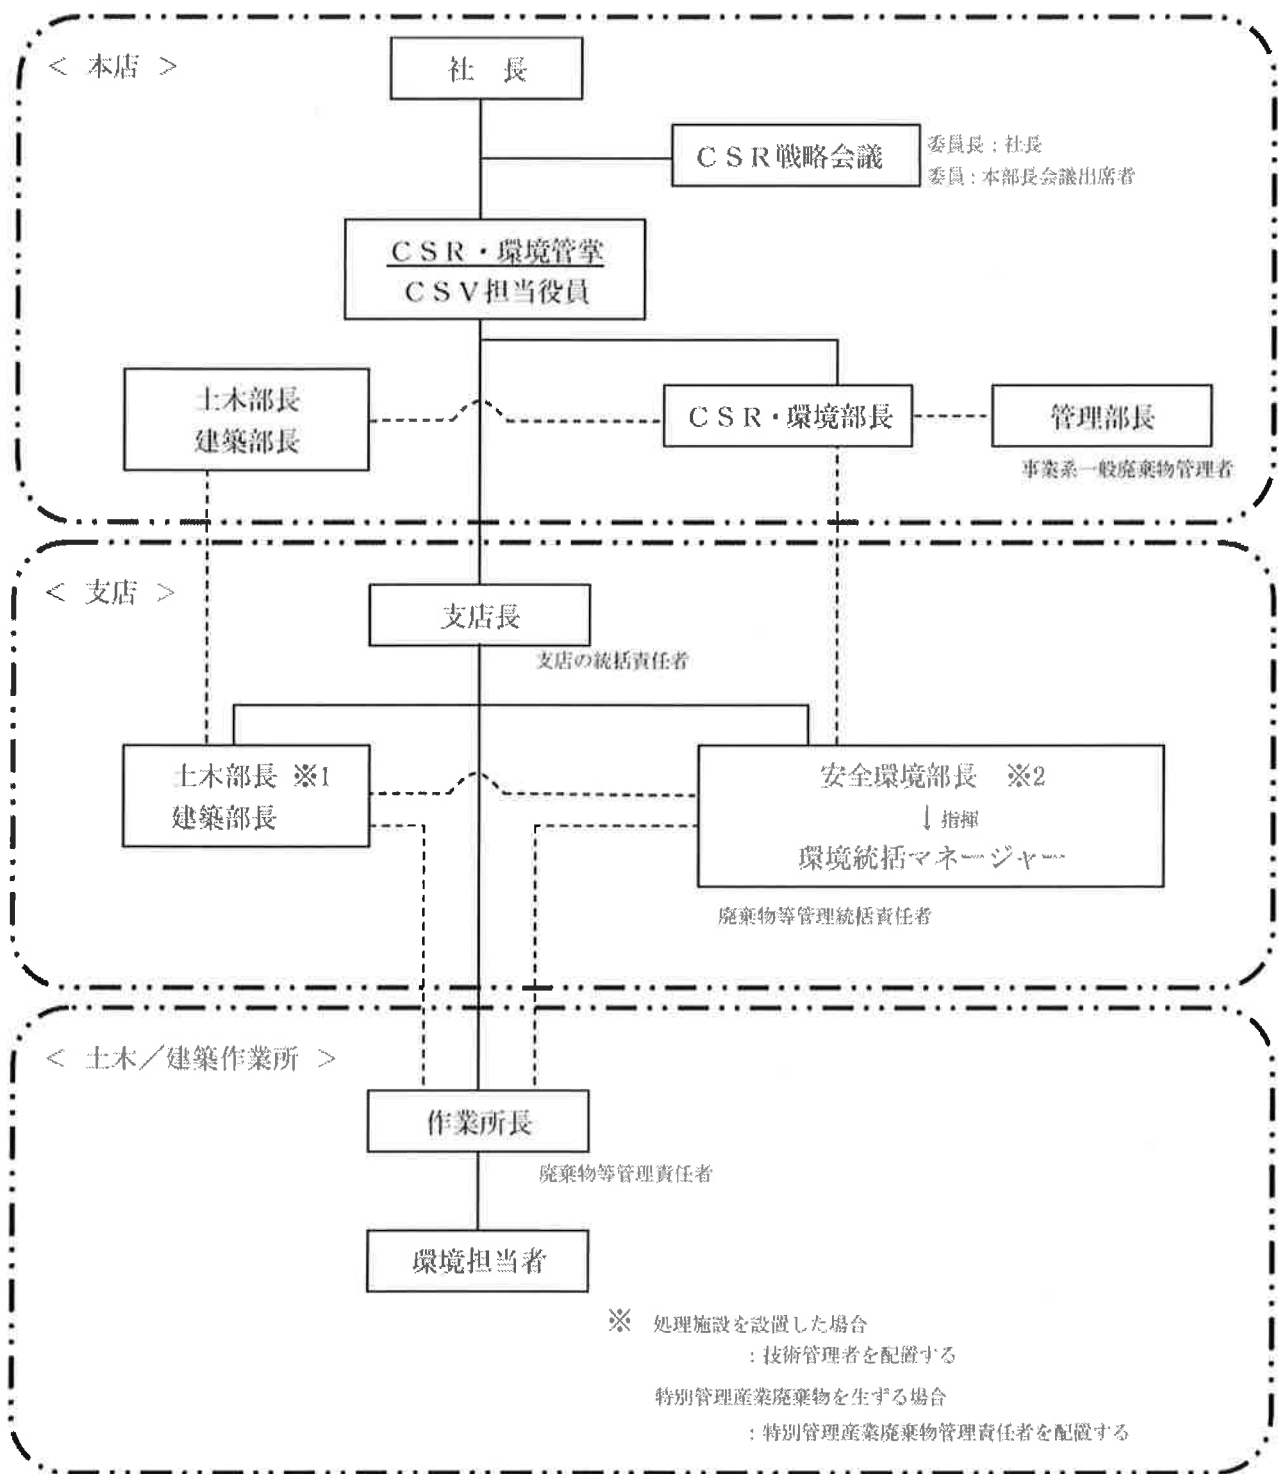 < 本店 >
社 長
CSR戦略会議
委員長:社長
委員:本部長会議出席者
CSR・環境管掌
CSV担当役員
土木部長
建築部長
CSR・環境部長
管理部長
事業系一般廃棄物管理者
< 支店 >
支店長
支店の統括責任者
土木部長 ※1
建築部長
安全環境部長 ※2
↓ 指揮
環境統括マネージャー
廃棄物等管理統括責任者
< 土木/建築作業所 >
作業所長
廃棄物等管理責任者
環境担当者
※ 処理施設を設置した場合
:技術管理者を配置する
特別管理産業廃棄物を生ずる場合
:特別管理産業廃棄物管理責任者を配置する